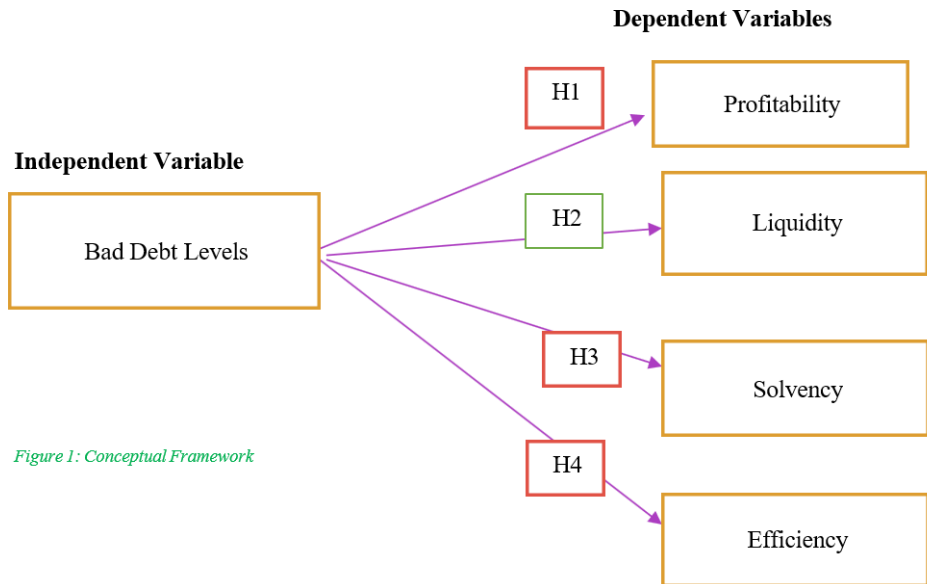 Dependent Variables
H1
Profitability
Independent Variable
Bad Debt Levels
H2
Liquidity
H3
Solvency
Figure 1: Conceptual Framework
H4
Efficiency